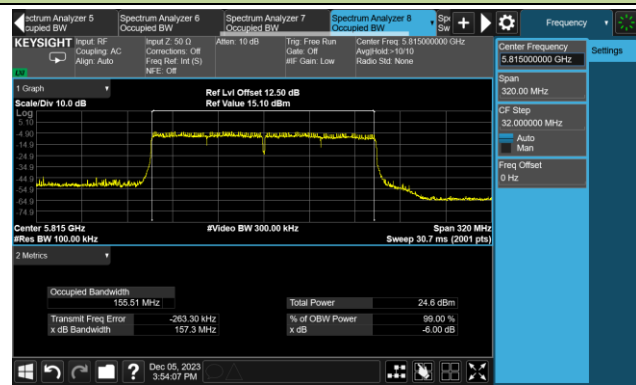 ectrum Analyzer 5
cupied BW
Spectrum Analyzer 6
Occupied BW
Spectrum Analyzer 7
Occupied BW
Spectrum Analyzer 8
Occupied BW
Sp
Sw
Frequency
KEYSIGHT
Input: RF
Coupling: AC
Align: Auto
Input Z: 50 Ω
Corrections: Off
Freq Ref: Int (S)
NFE: Off
Atten: 10 dB
Trig: Free Run
Gate: Off
#IF Gain: Low
Center Freq: 5.815000000 GHz
Avg|Hold:>10/10
Radio Std: None
Center Frequency
5.815000000 GHz
Settings
Span
320.00 MHz
CF Step
32.000000 MHz
Auto
Man
Freq Offset
0 Hz
1 Graph
Scale/Div 10.0 dB
Ref Lvl Offset 12.50 dB
Ref Value 15.10 dBm
Log
5.10
-4.90
-14.9
-24.9
-34.9
-44.9
-54.9
-64.9
-74.9
Center 5.815 GHz
#Video BW 300.00 kHz
Span 320 MHz
#Res BW 100.00 kHz
Sweep 30.7 ms (2001 pts)
2 Metrics
Occupied Bandwidth
155.51 MHz
Total Power 24.6 dBm
Transmit Freq Error -263.30 kHz
% of OBW Power 99.00 %
x dB Bandwidth 157.3 MHz
x dB -6.00 dB
Dec 05, 2023
3:54:07 PM